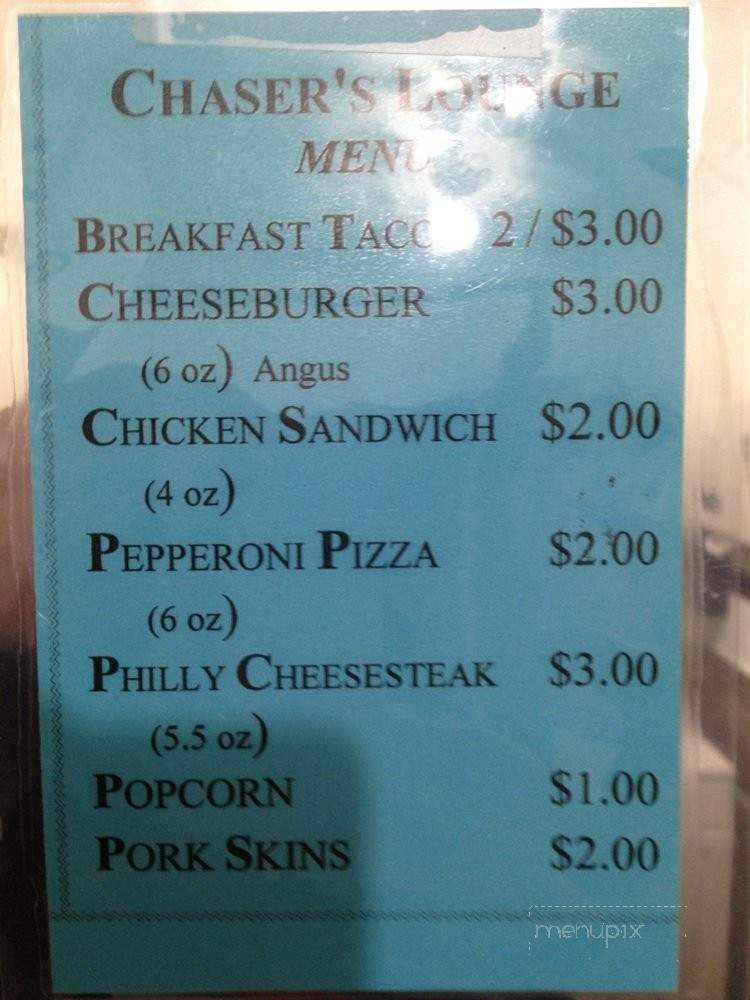 CHASER'S LOUNGE
MENU
BREAKFAST TACO 2 / $3.00
CHEESEBURGER $3.00
(6 oz) Angus
CHICKEN SANDWICH $2.00
(4 oz)
PEPPERONI PIZZA $2.00
(6 oz)
PHILLY CHEESESTEAK $3.00
(5.5 oz)
POPCORN $1.00
PORK SKINS $2.00
menupix